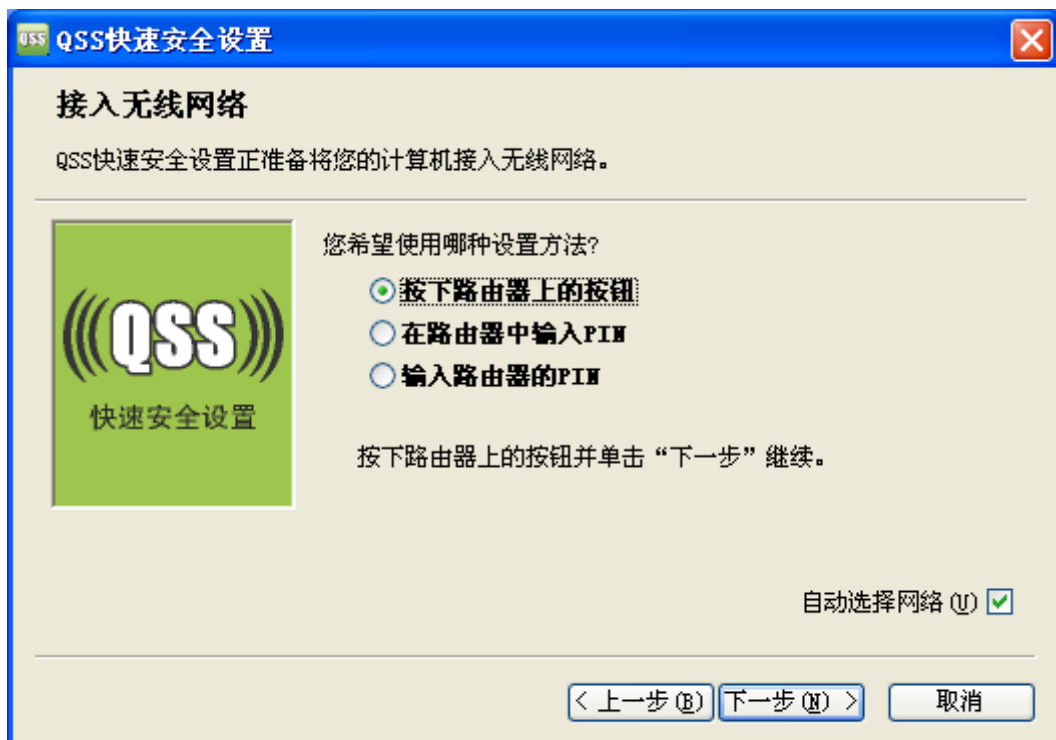 QSS QSS快速安全设置
接入无线网络
QSS快速安全设置正准备将您的计算机接入无线网络。
您希望使用哪种设置方法?
按下路由器上的按钮
在路由器中输入PIN
输入路由器的PIN
(((QSS)))
快速安全设置
按下路由器上的按钮并单击“下一步”继续。
自动选择网络(U)
< 上一步(B) 下一步(N) > 取消